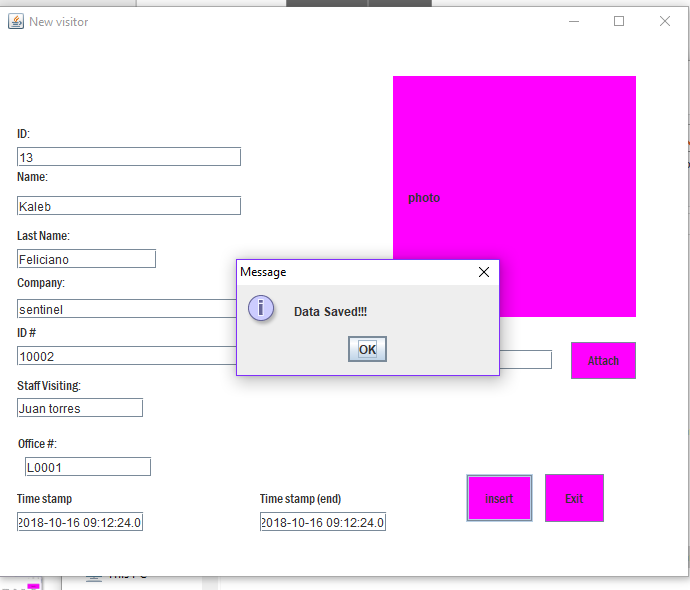 New visitor
ID:
13
Name:
Kaleb
photo
Last Name:
Feliciano
Company:
sentinel
Message
Data Saved!!!
OK
ID #
10002
Attach
Staff Visiting:
Juan torres
Office #:
L0001
Time stamp
Time stamp (end)
insert
Exit
2018-10-16 09:12:24.0
2018-10-16 09:12:24.0